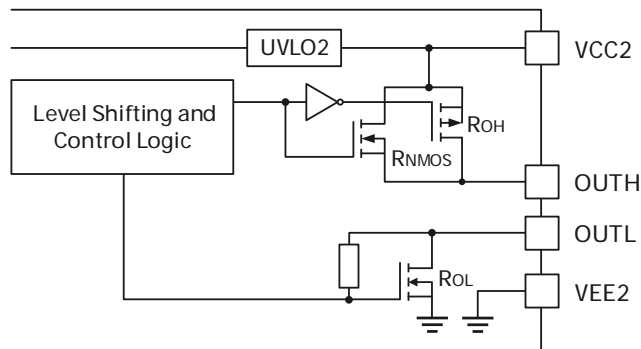 UVLO2
VCC2
Level Shifting and
Control Logic
ROH
RNMOS
OUTH
OUTL
ROL
VEE2